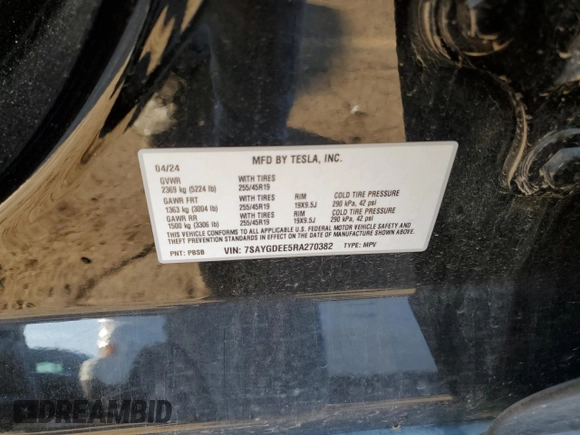 04/24 MFD BY TESLA, INC.
GVWR WITH TIRES
2369 kg (5224 lb) 255/45R19
GAWR FRT WITH TIRES RIM COLD TIRE PRESSURE
1363 kg (3004 lb) 255/45R19 19X9.5J 290 kPa, 42 psi
GAWR RR WITH TIRES RIM COLD TIRE PRESSURE
1500 kg (3306 lb) 255/45R19 19X9.5J 290 kPa, 42 psi
THIS VEHICLE CONFORMS TO ALL APPLICABLE U.S. FEDERAL MOTOR VEHICLE SAFETY AND
THEFT PREVENTION STANDARDS IN EFFECT ON THE DATE OF MANUFACTURE SHOWN ABOVE.
PNT: PBSB VIN: 7SAYGDEE5RA270382 TYPE: MPV
DREAMBID